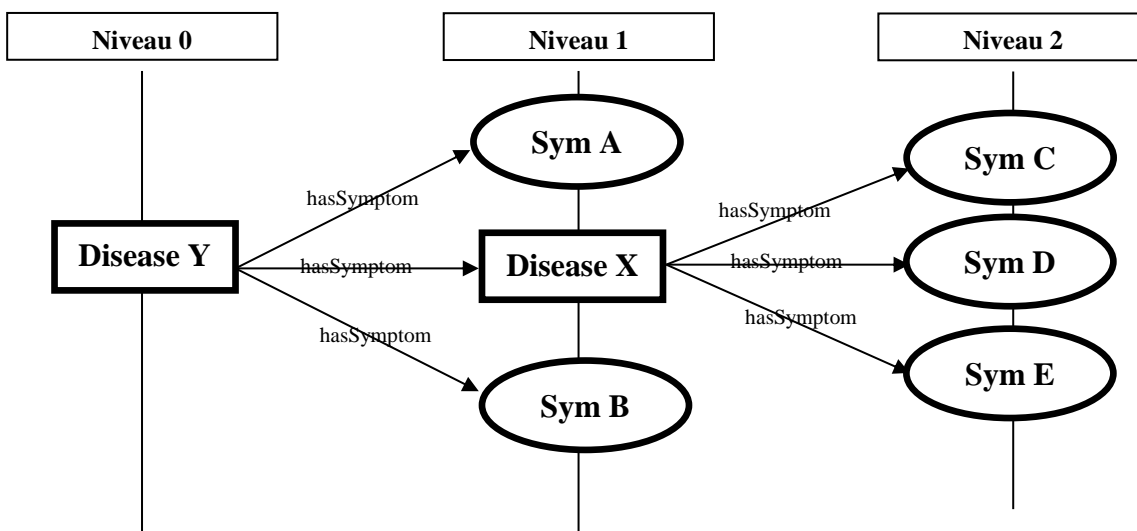 Niveau 0
Niveau 1
Niveau 2
Sym A
Sym C
hasSymptom
hasSymptom
Disease Y
hasSymptom
Disease X
hasSymptom
Sym D
hasSymptom
hasSymptom
Sym E
Sym B